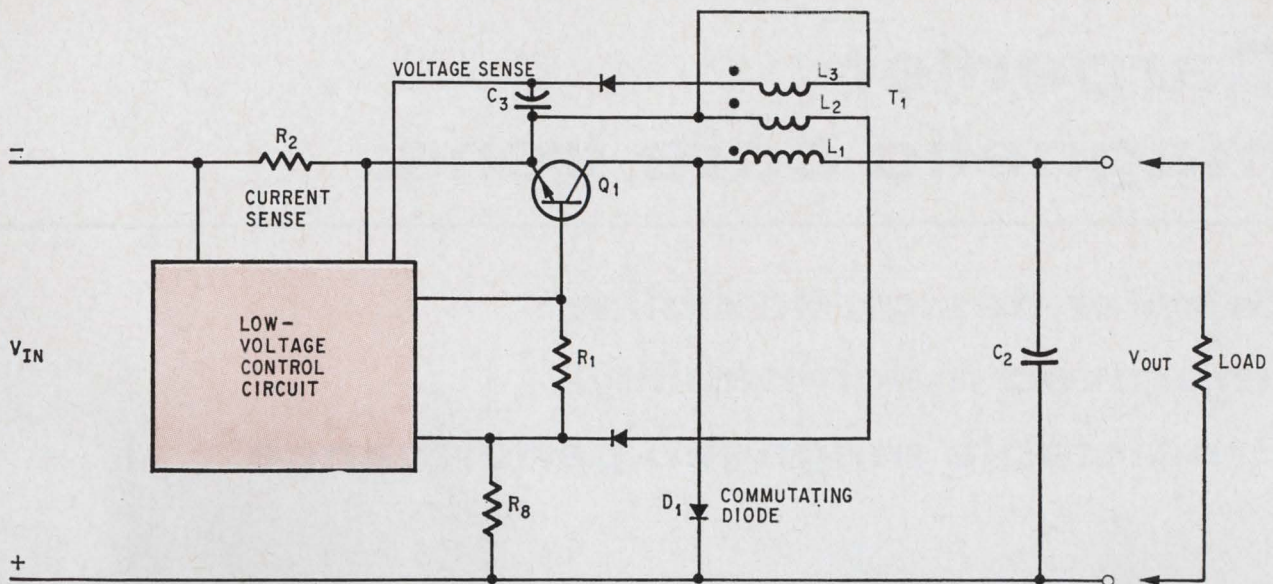 VOLTAGE SENSE
C3
L3
T1
L2
L1
−
R2
CURRENT
SENSE
Q1
LOW-
VOLTAGE
CONTROL
CIRCUIT
VIN
R1
C2
VOUT
LOAD
R8
D1
COMMUTATING
DIODE
+